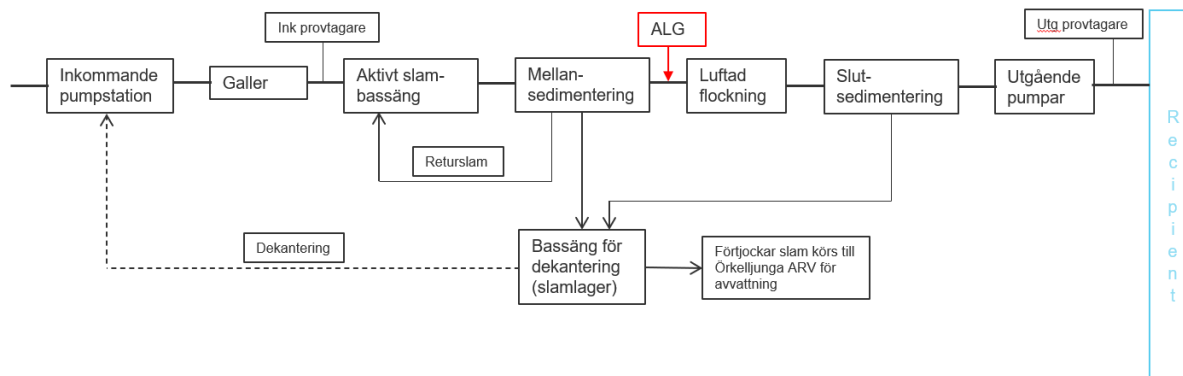 Ink provtagare
ALG
Utg provtagare
Inkommande
pumpstation
Galler
Aktivt slam-
bassäng
Mellan-
sedimentering
Luftad
flockning
Slut-
sedimentering
Utgående
pumpar
Recipient
Returslam
Dekantering
Bassäng för
dekantering
(slamlager)
Förtjockar slam körs till
Örkelljunga ARV för
avvattning